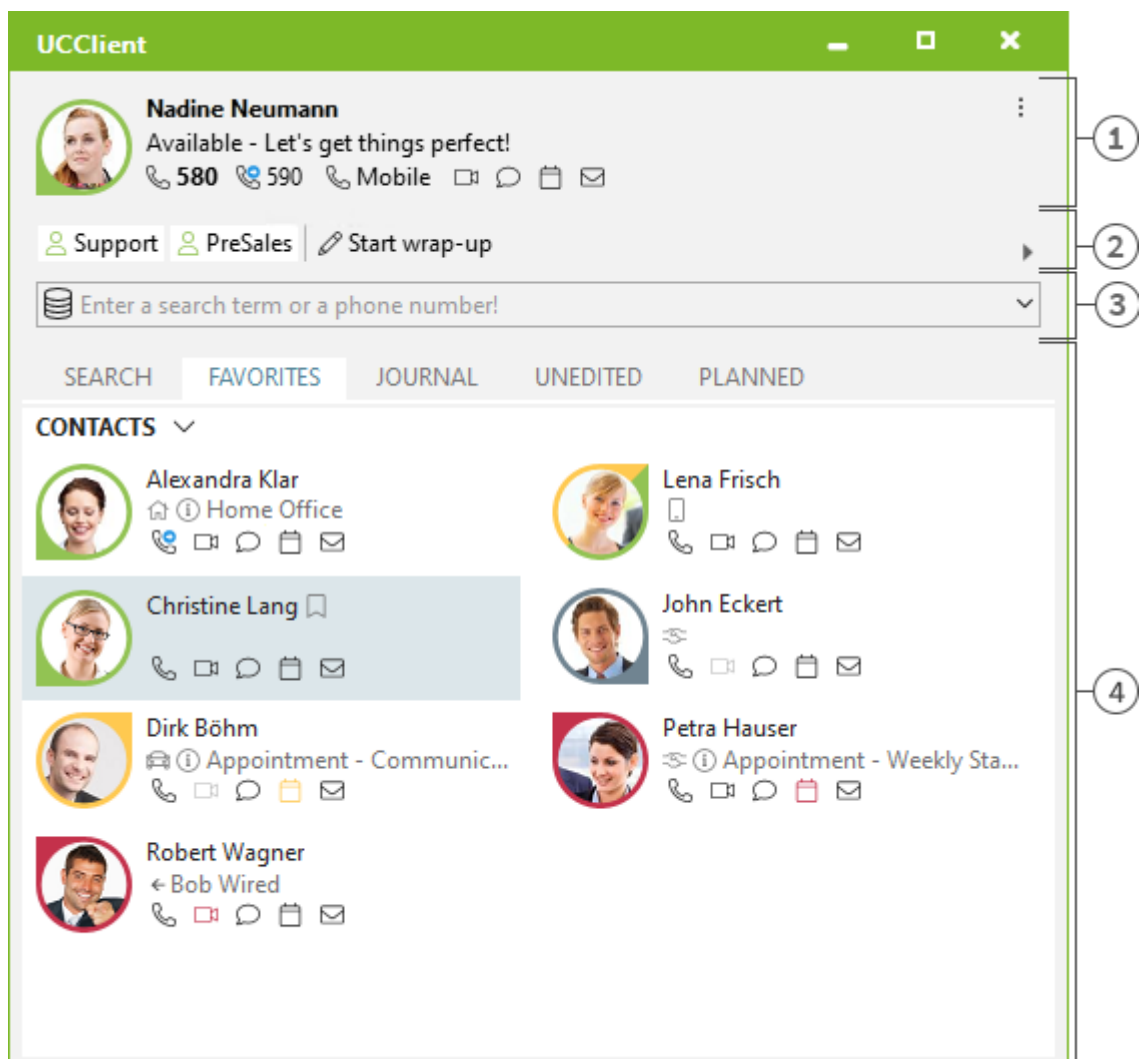 UCClient
Nadine Neumann
Available - Let's get things perfect!
580 590 Mobile
1
Support PreSales Start wrap-up
2
Enter a search term or a phone number!
3
SEARCH FAVORITES JOURNAL UNEDITED PLANNED
CONTACTS
Alexandra Klar
Home Office
Lena Frisch
Christine Lang
John Eckert
4
Dirk Böhm
Appointment - Communic...
Petra Hauser
Appointment - Weekly Sta...
Robert Wagner
Bob Wired